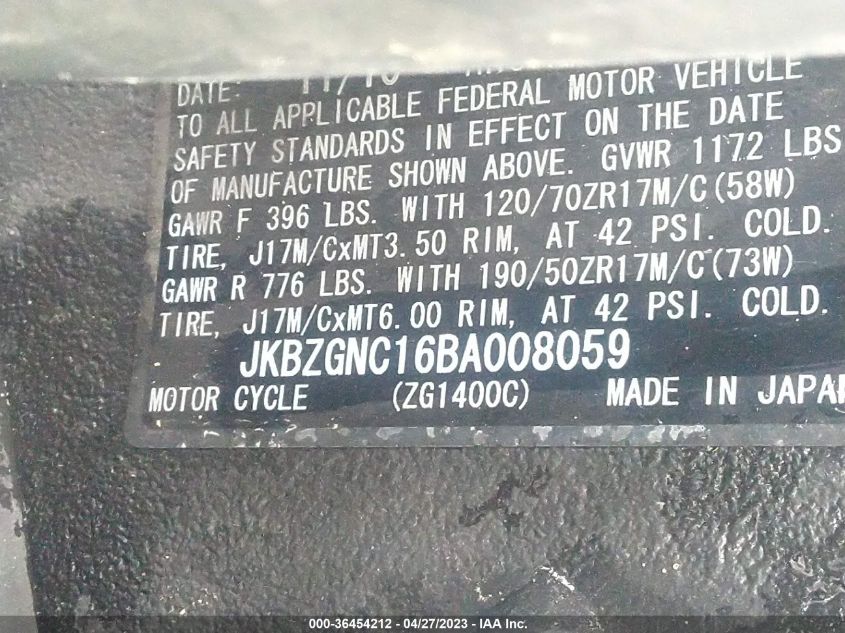 DATE: 11/10
TO ALL APPLICABLE FEDERAL MOTOR VEHICLE
SAFETY STANDARDS IN EFFECT ON THE DATE
OF MANUFACTURE SHOWN ABOVE. GVWR 1172 LBS
GAWR F 396 LBS. WITH 120/70ZR17M/C(58W)
TIRE, J17M/CxMT3.50 RIM, AT 42 PSI. COLD.
GAWR R 776 LBS. WITH 190/50ZR17M/C(73W)
TIRE, J17M/CxMT6.00 RIM, AT 42 PSI. COLD.
JKBZGNC16BA008059
MOTOR CYCLE (ZG1400C) MADE IN JAPAN
000-36454212 - 04/27/2023 - IAA Inc.